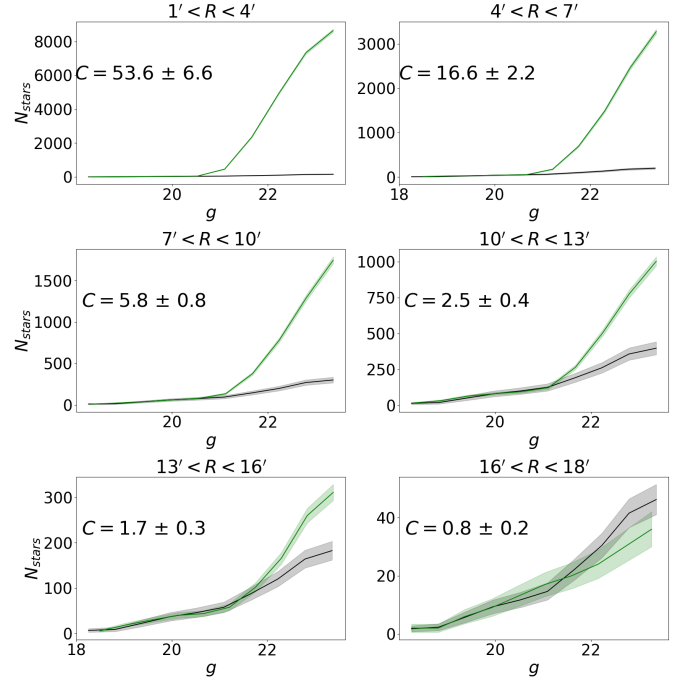 1′ < R < 4′
C = 53.6 ± 6.6
N_stars
8000
6000
4000
2000
0
20
22
g
4′ < R < 7′
C = 16.6 ± 2.2
3000
2000
1000
0
18
20
22
g
7′ < R < 10′
C = 5.8 ± 0.8
N_stars
1500
1000
500
0
20
22
g
10′ < R < 13′
C = 2.5 ± 0.4
1000
750
500
250
0
20
22
g
13′ < R < 16′
C = 1.7 ± 0.3
N_stars
300
200
100
0
18
20
22
g
16′ < R < 18′
C = 0.8 ± 0.2
40
20
0
20
22
g